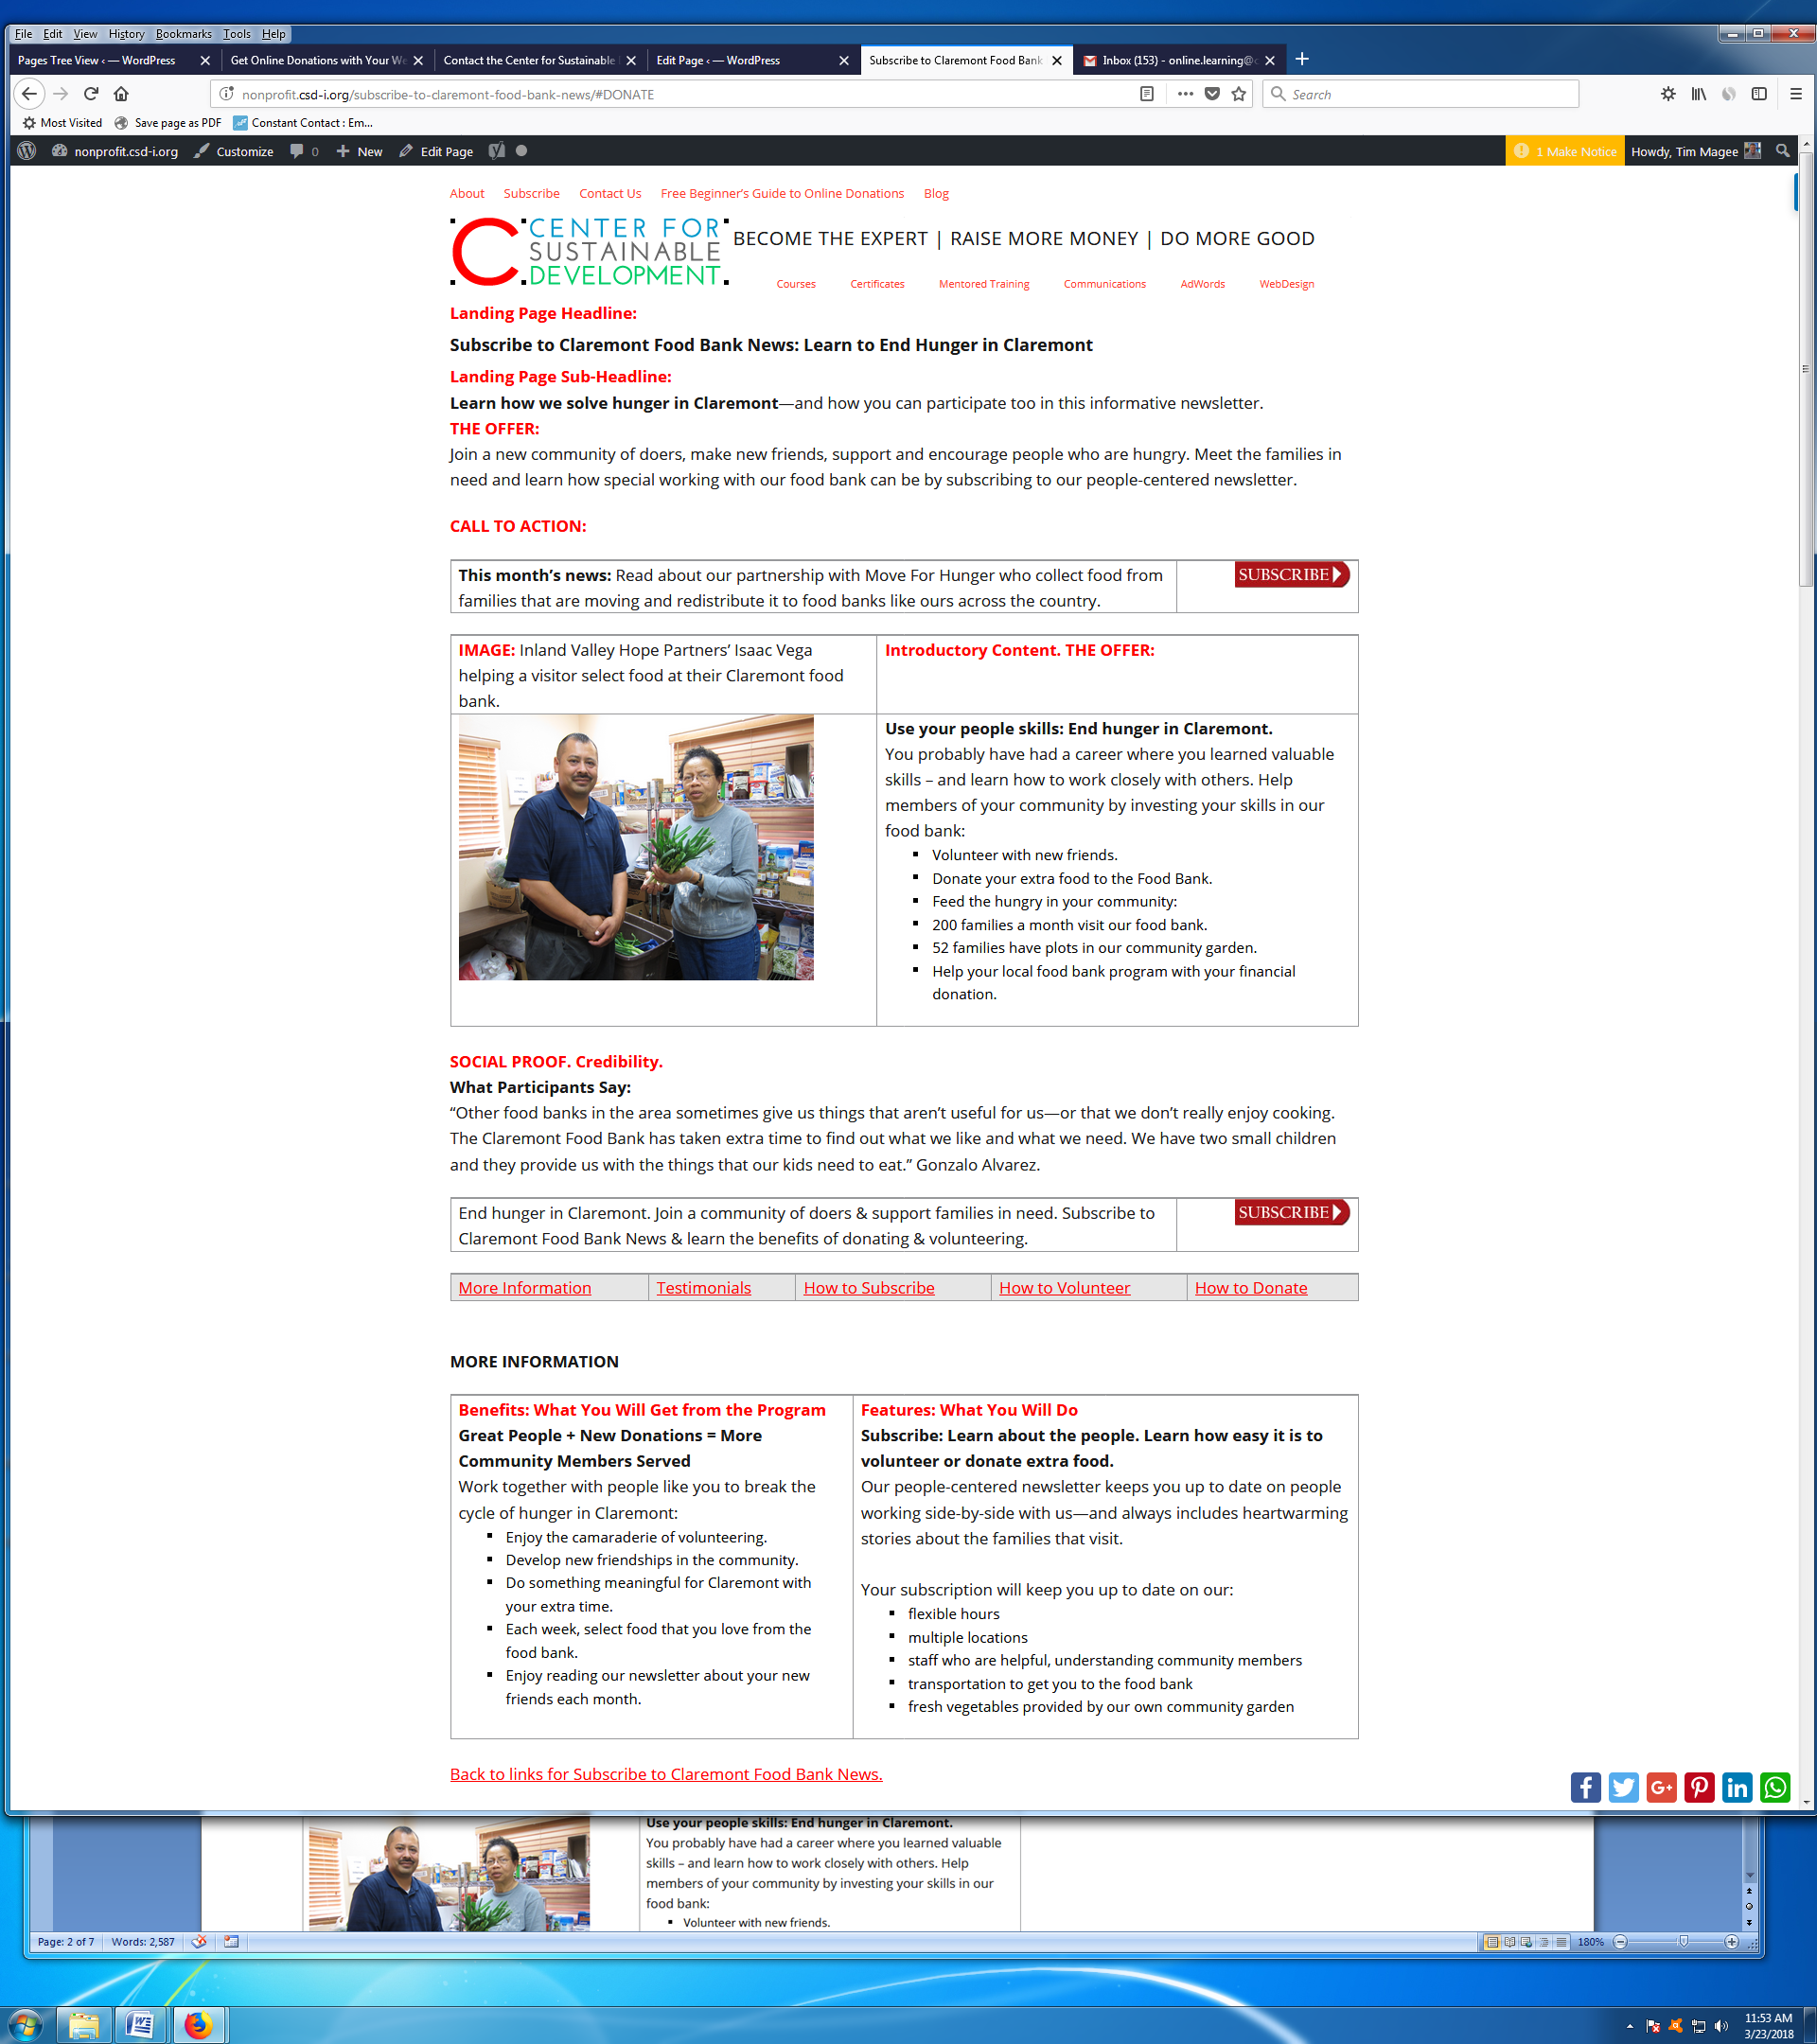 File Edit View History Bookmarks Tools Help
Pages Tree View ‹ — WordPress
Get Online Donations with Your We
Contact the Center for Sustainable
Edit Page ‹ — WordPress
Subscribe to Claremont Food Bank
Inbox (153) - online.learning@c
nonprofit.csd-i.org/subscribe-to-claremont-food-bank-news/#DONATE
Search
Most Visited Save page as PDF Constant Contact : Em...
nonprofit.csd-i.org Customize 0 New Edit Page 1 Make Notice Howdy, Tim Magee
About Subscribe Contact Us Free Beginner's Guide to Online Donations Blog
CENTER FOR
SUSTAINABLE
DEVELOPMENT
BECOME THE EXPERT | RAISE MORE MONEY | DO MORE GOOD
Courses Certificates Mentored Training Communications AdWords WebDesign
Landing Page Headline:
Subscribe to Claremont Food Bank News: Learn to End Hunger in Claremont
Landing Page Sub-Headline:
Learn how we solve hunger in Claremont—and how you can participate too in this informative newsletter.
THE OFFER:
Join a new community of doers, make new friends, support and encourage people who are hungry. Meet the families in
need and learn how special working with our food bank can be by subscribing to our people-centered newsletter.
CALL TO ACTION:
This month's news: Read about our partnership with Move For Hunger who collect food from
families that are moving and redistribute it to food banks like ours across the country.
SUBSCRIBE
IMAGE: Inland Valley Hope Partners' Isaac Vega
helping a visitor select food at their Claremont food
bank.
Introductory Content. THE OFFER:
Use your people skills: End hunger in Claremont.
You probably have had a career where you learned valuable
skills – and learn how to work closely with others. Help
members of your community by investing your skills in our
food bank:
Volunteer with new friends.
Donate your extra food to the Food Bank.
Feed the hungry in your community:
200 families a month visit our food bank.
52 families have plots in our community garden.
Help your local food bank program with your financial
donation.
SOCIAL PROOF. Credibility.
What Participants Say:
“Other food banks in the area sometimes give us things that aren't useful for us—or that we don't really enjoy cooking.
The Claremont Food Bank has taken extra time to find out what we like and what we need. We have two small children
and they provide us with the things that our kids need to eat.” Gonzalo Alvarez.
End hunger in Claremont. Join a community of doers & support families in need. Subscribe to
Claremont Food Bank News & learn the benefits of donating & volunteering.
SUBSCRIBE
More Information Testimonials How to Subscribe How to Volunteer How to Donate
MORE INFORMATION
Benefits: What You Will Get from the Program
Great People + New Donations = More
Community Members Served
Work together with people like you to break the
cycle of hunger in Claremont:
Enjoy the camaraderie of volunteering.
Develop new friendships in the community.
Do something meaningful for Claremont with
your extra time.
Each week, select food that you love from the
food bank.
Enjoy reading our newsletter about your new
friends each month.
Features: What You Will Do
Subscribe: Learn about the people. Learn how easy it is to
volunteer or donate extra food.
Our people-centered newsletter keeps you up to date on people
working side-by-side with us—and always includes heartwarming
stories about the families that visit.
Your subscription will keep you up to date on our:
flexible hours
multiple locations
staff who are helpful, understanding community members
transportation to get you to the food bank
fresh vegetables provided by our own community garden
Back to links for Subscribe to Claremont Food Bank News.
Use your people skills: End hunger in Claremont.
You probably have had a career where you learned valuable
skills – and learn how to work closely with others. Help
members of your community by investing your skills in our
food bank:
Volunteer with new friends.
Page: 2 of 7 Words: 2,587 180%
11:53 AM
3/23/2018